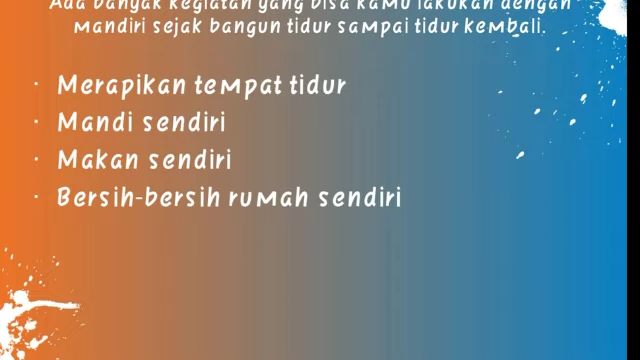 Ada banyak kegiatan yang bisa kamu lakukan dengan
mandiri sejak bangun tidur sampai tidur kembali.
· Merapikan tempat tidur
· Mandi sendiri
· Makan sendiri
· Bersih-bersih rumah sendiri